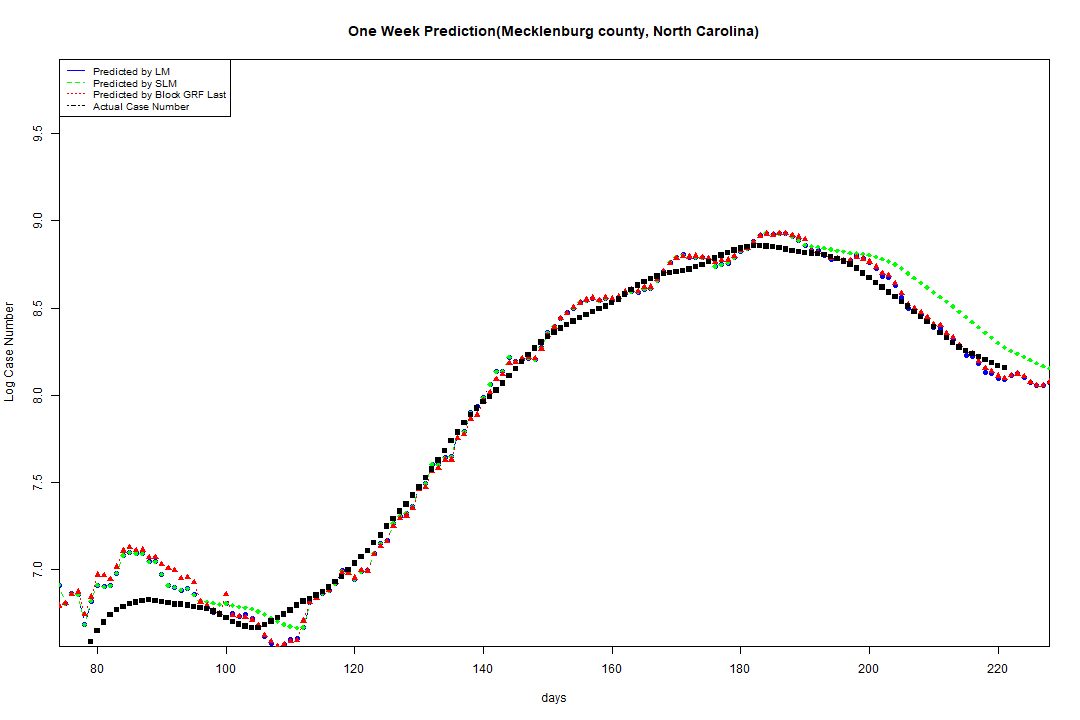 One Week Prediction(Mecklenburg county, North Carolina)
Predicted by LM
Predicted by SLM
Predicted by Block GRF Last
Actual Case Number
Log Case Number
9.5
9.0
8.5
8.0
7.5
7.0
80 100 120 140 160 180 200 220
days